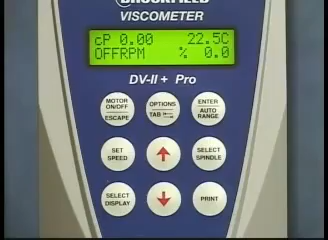 BROOKFIELD
VISCOMETER
cP 0.00 22.5C
OFFRPM % 0.0
DV-II + Pro
MOTOR
ON/OFF
ESCAPE
OPTIONS
TAB
ENTER
AUTO
RANGE
SET
SPEED
SELECT
SPINDLE
SELECT
DISPLAY
PRINT